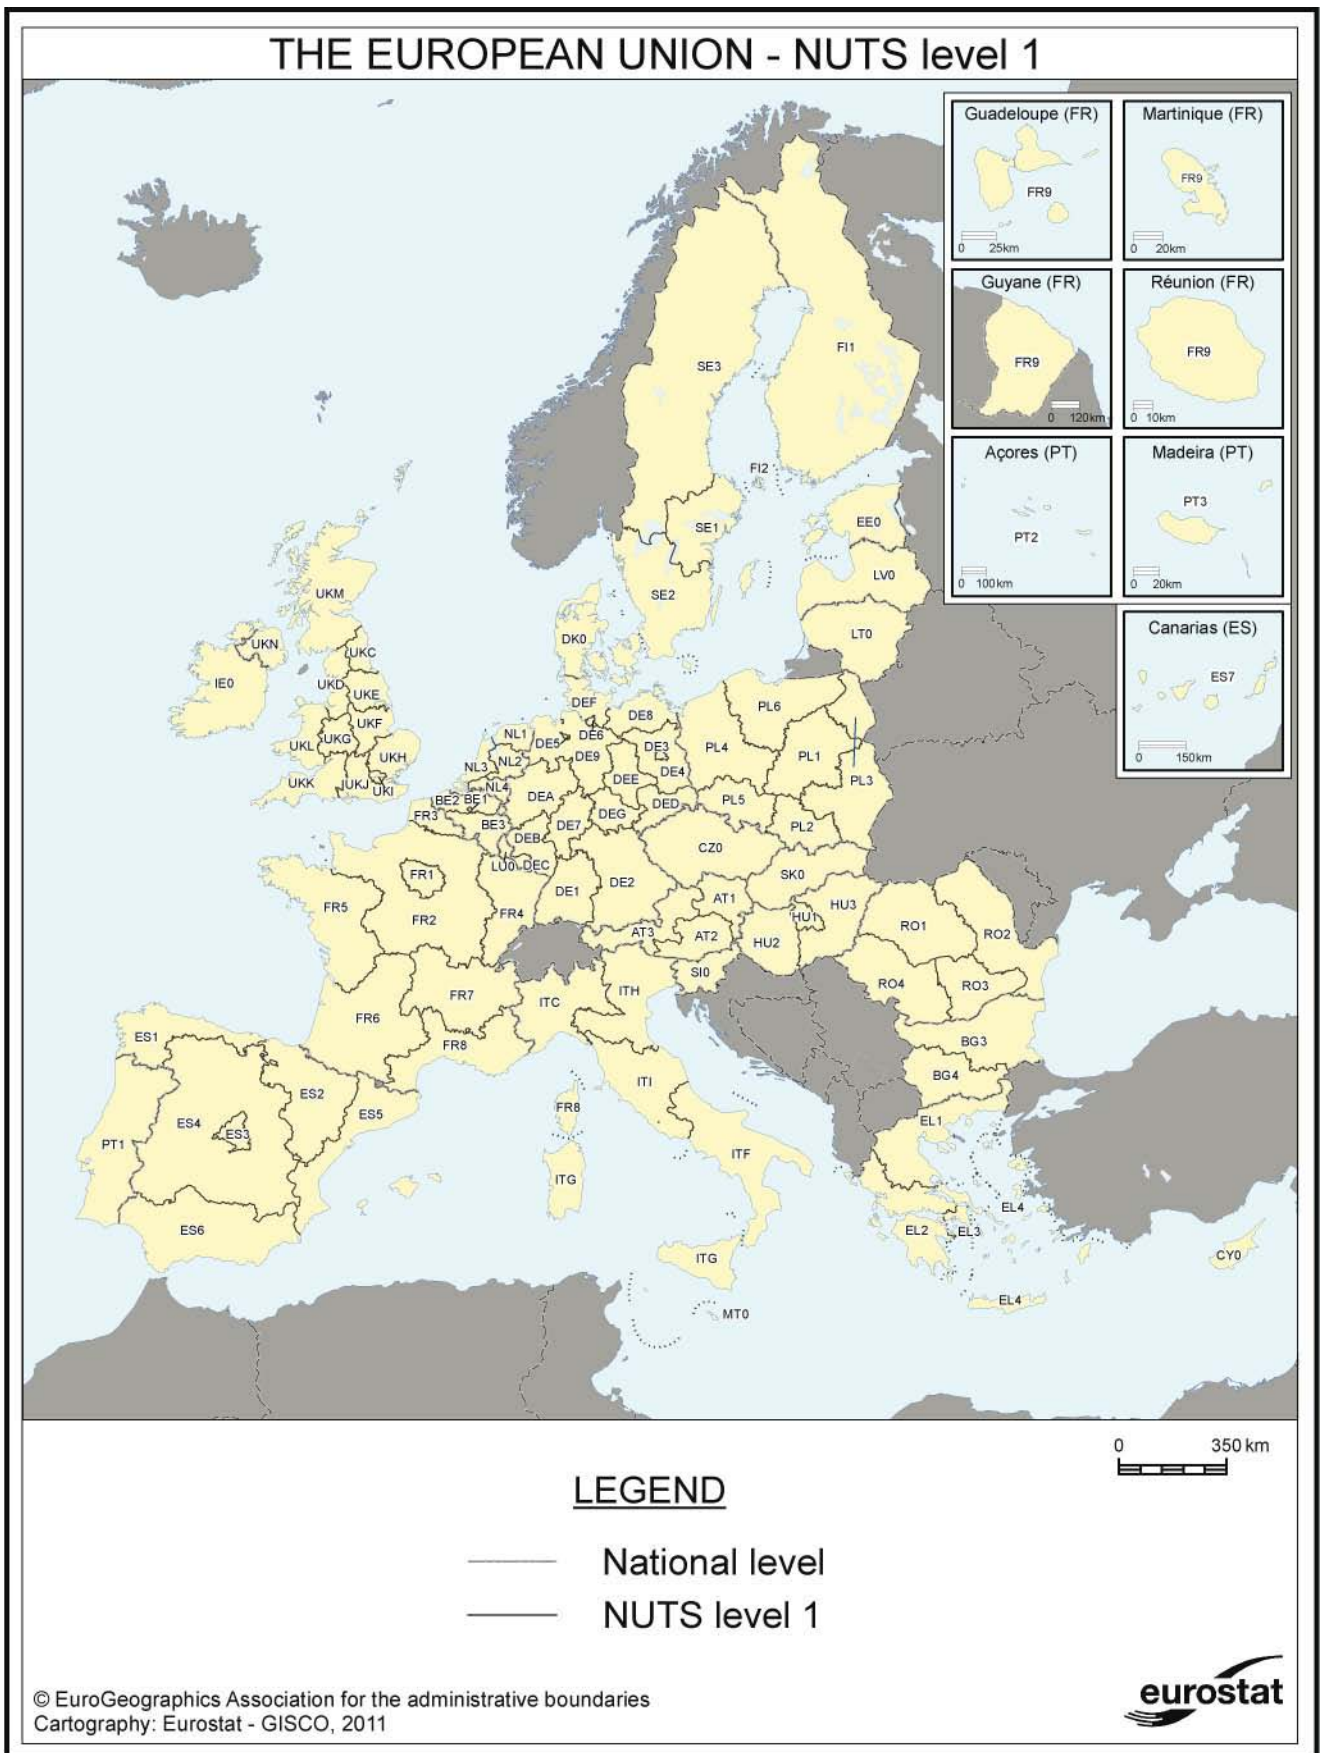 THE EUROPEAN UNION - NUTS level 1
Guadeloupe (FR)
FR9
0 25km
Martinique (FR)
FR9
0 20km
Guyane (FR)
FR9
0 120km
Réunion (FR)
FR9
0 10km
Açores (PT)
PT2
0 100km
Madeira (PT)
PT3
0 20km
Canarias (ES)
ES7
0 150km
FI1
SE3
FI2
SE1
EE0
LV0
SE2
LT0
UKM
DK0
UKN
UKC
IE0
UKD
UKE
UKF
UKL
UKG
UKH
UKK
UKJ
UKI
DEF
DE8
PL6
NL1
DE5
DE6
DE3
PL4
PL1
NL3
NL2
DE9
DEE
DE4
PL3
NL4
BE2
BE1
DEA
DED
PL5
FR3
BE3
DE7
DEG
PL2
DEB
CZ0
LU0
DEC
SK0
FR1
DE1
DE2
AT1
HU3
FR5
FR2
FR4
HU1
RO1
AT3
AT2
HU2
RO2
SI0
RO4
RO3
FR7
ITC
ITH
FR6
FR8
BG3
ES1
BG4
ITI
ES2
FR8
EL1
ES4
ES3
ES5
PT1
ITF
ITG
EL4
ES6
EL2
EL3
ITG
CY0
EL4
MT0
0 350 km
LEGEND
National level
NUTS level 1
© EuroGeographics Association for the administrative boundaries
Cartography: Eurostat - GISCO, 2011
eurostat